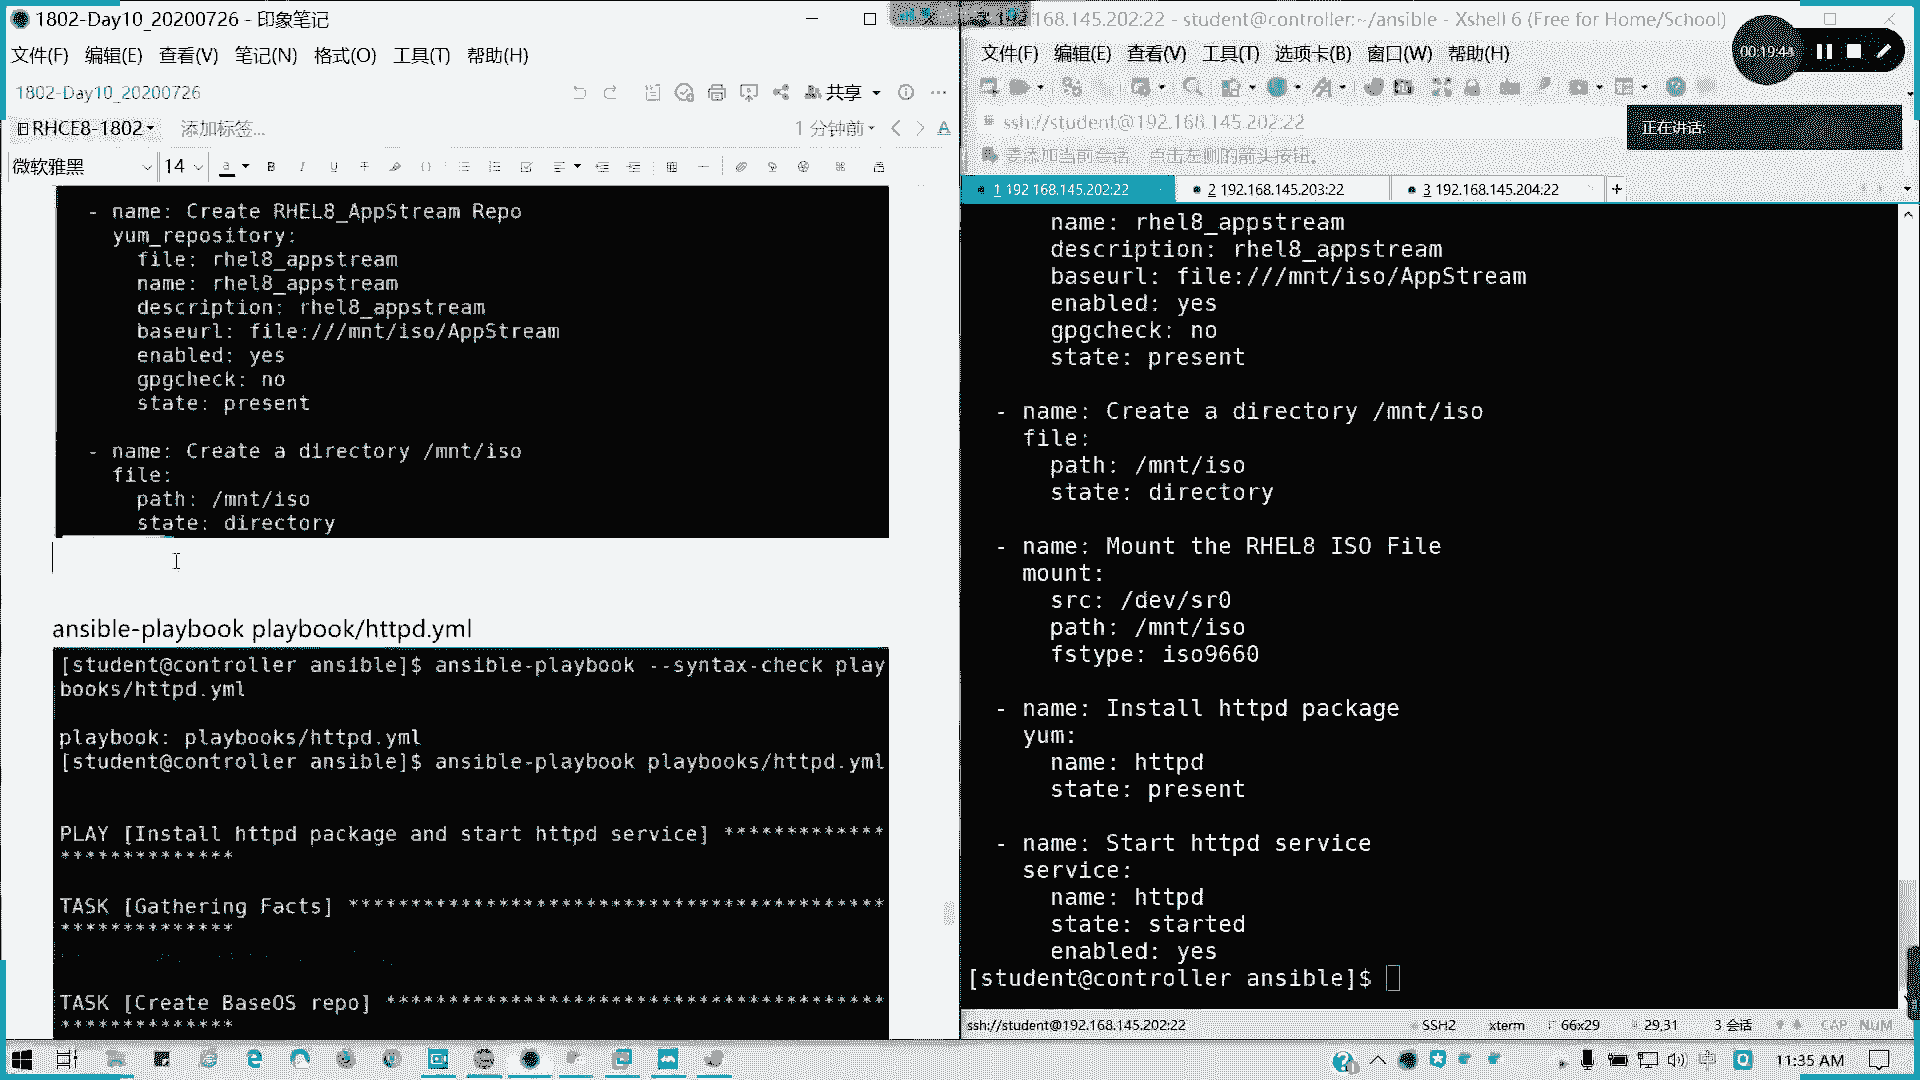 1802-Day10_20200726 - 印象笔记
文件(F) 编辑(E) 查看(V) 笔记(N) 格式(O) 工具(T) 帮助(H)
1802-Day10_20200726
共享
RHCE8-1802
添加标签...
1 分钟前
微软雅黑
14
- name: Create RHEL8_AppStream Repo
yum_repository:
file: rhel8_appstream
name: rhel8_appstream
description: rhel8_appstream
baseurl: file:///mnt/iso/AppStream
enabled: yes
gpgcheck: no
state: present
- name: Create a directory /mnt/iso
file:
path: /mnt/iso
state: directory
ansible-playbook playbook/httpd.yml
[student@controller ansible]$ ansible-playbook --syntax-check play
books/httpd.yml
playbook: playbooks/httpd.yml
[student@controller ansible]$ ansible-playbook playbooks/httpd.yml
PLAY [Install httpd package and start httpd service] *************
**************
TASK [Gathering Facts] *******************************************
**************
TASK [Create BaseOS repo] ****************************************
**************
168.145.202:22 - student@controller:~/ansible - Xshell 6 (Free for Home/School)
00:19:44
文件(F) 编辑(E) 查看(V) 工具(T) 选项卡(B) 窗口(W) 帮助(H)
ssh://student@192.168.145.202:22
正在讲话:
要添加当前会话，点击左侧的箭头按钮。
1 192.168.145.202:22
2 192.168.145.203:22
3 192.168.145.204:22
name: rhel8_appstream
description: rhel8_appstream
baseurl: file:///mnt/iso/AppStream
enabled: yes
gpgcheck: no
state: present
- name: Create a directory /mnt/iso
file:
path: /mnt/iso
state: directory
- name: Mount the RHEL8 ISO File
mount:
src: /dev/sr0
path: /mnt/iso
fstype: iso9660
- name: Install httpd package
yum:
name: httpd
state: present
- name: Start httpd service
service:
name: httpd
state: started
enabled: yes
[student@controller ansible]$
ssh://student@192.168.145.202:22
SSH2
xterm
66x29
29,31
3 会话
CAP NUM
中
11:35 AM